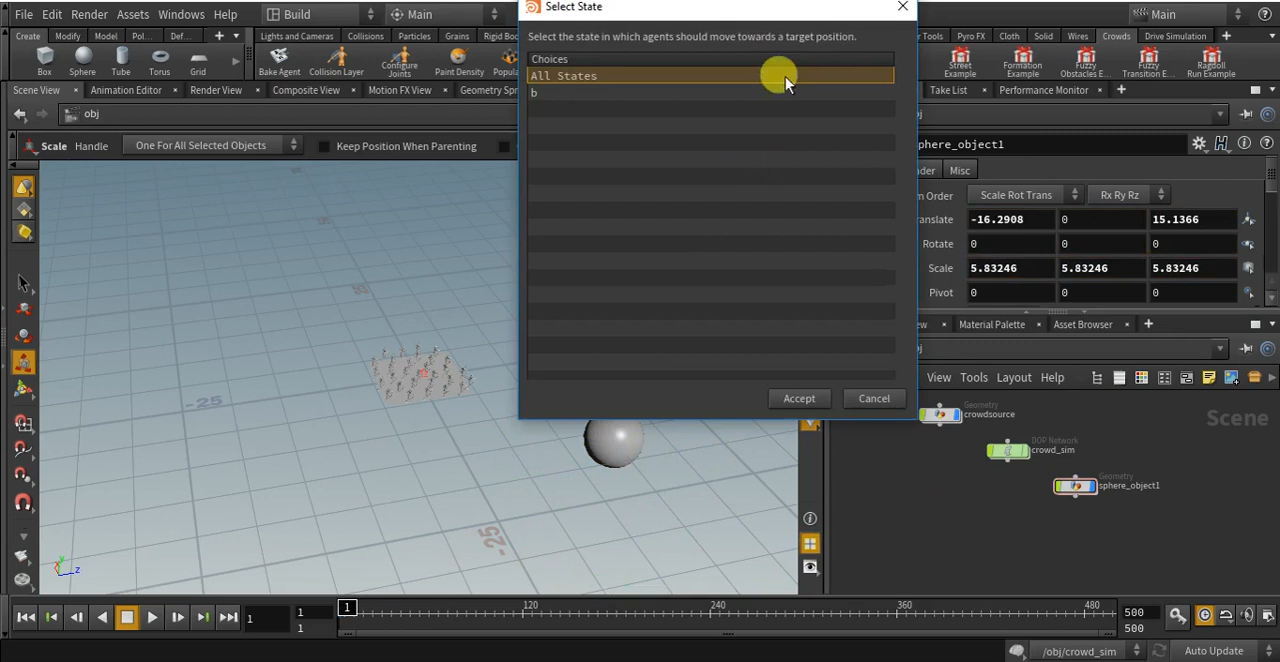 File Edit Render Assets Windows Help Build Main
Select State
Main
Create Modify Model Pol... Def...
Lights and Cameras Collisions Particles Grains Rigid Bo
Tools Pyro FX Cloth Solid Wires Crowds Drive Simulation
Box Sphere Tube Torus Grid
Bake Agent Collision Layer Configure Joints Paint Density Popula
Street Example Formation Example Fuzzy Obstacles E... Fuzzy Transition E... Ragdoll Run Example
Scene View Animation Editor Render View Composite View Motion FX View Geometry Spr
Take List Performance Monitor
obj
Select the state in which agents should move towards a target position.
Choices
All States
b
Accept Cancel
Scale Handle One For All Selected Objects Keep Position When Parenting
phere_object1
der Misc
m Order Scale Rot Trans Rx Ry Rz
anslate -16.2908 0 15.1366
Rotate 0 0 0
Scale 5.83246 5.83246 5.83246
Pivot 0 0 0
ew Material Palette Asset Browser
bj
View Tools Layout Help
Geometry
crowdsource
Scene
DOP Network
crowd_sim
Geometry
sphere_object1
-25
-25
y
z
1 1 1 1 120 240 360 480 500 500
/obj/crowd_sim Auto Update